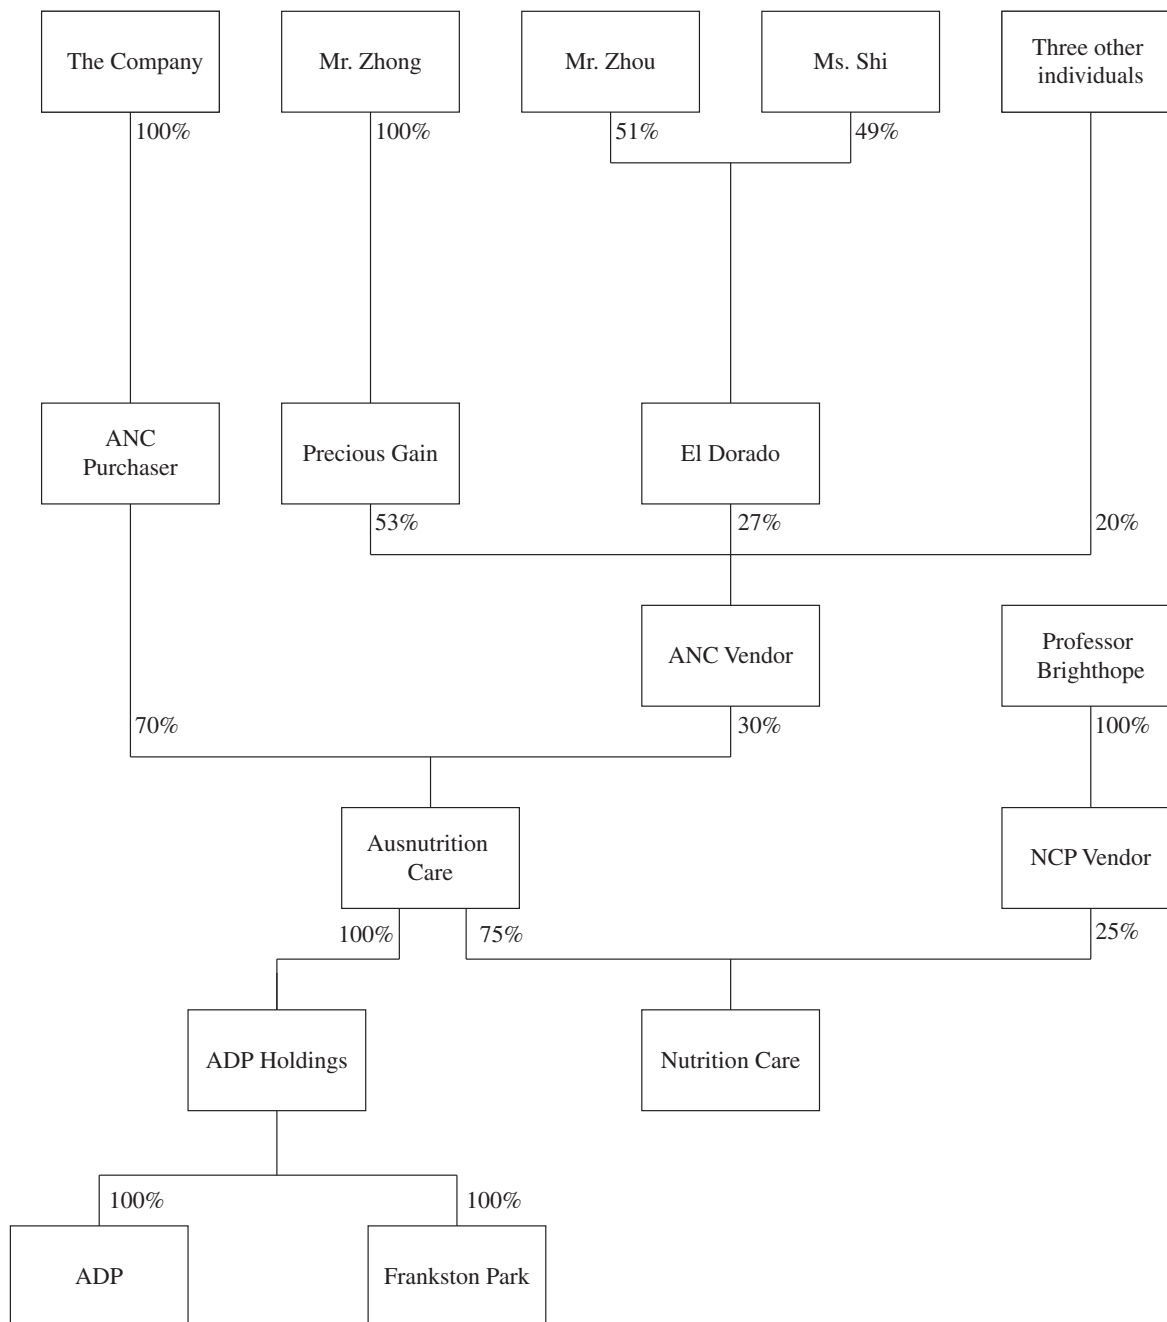 The Company
Mr. Zhong
Mr. Zhou
Ms. Shi
Three other
individuals
100%
100%
51%
49%
ANC
Purchaser
Precious Gain
El Dorado
53%
27%
20%
ANC Vendor
Professor
Brighthope
70%
30%
100%
Ausnutrition
Care
NCP Vendor
100%
75%
25%
ADP Holdings
Nutrition Care
100%
100%
ADP
Frankston Park